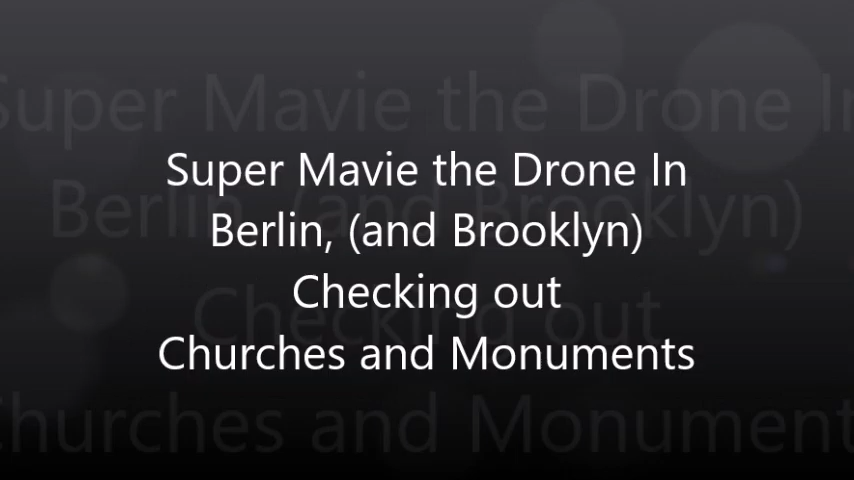 Super Mavie the Drone In
Berlin, (and Brooklyn)
Checking out
Churches and Monuments